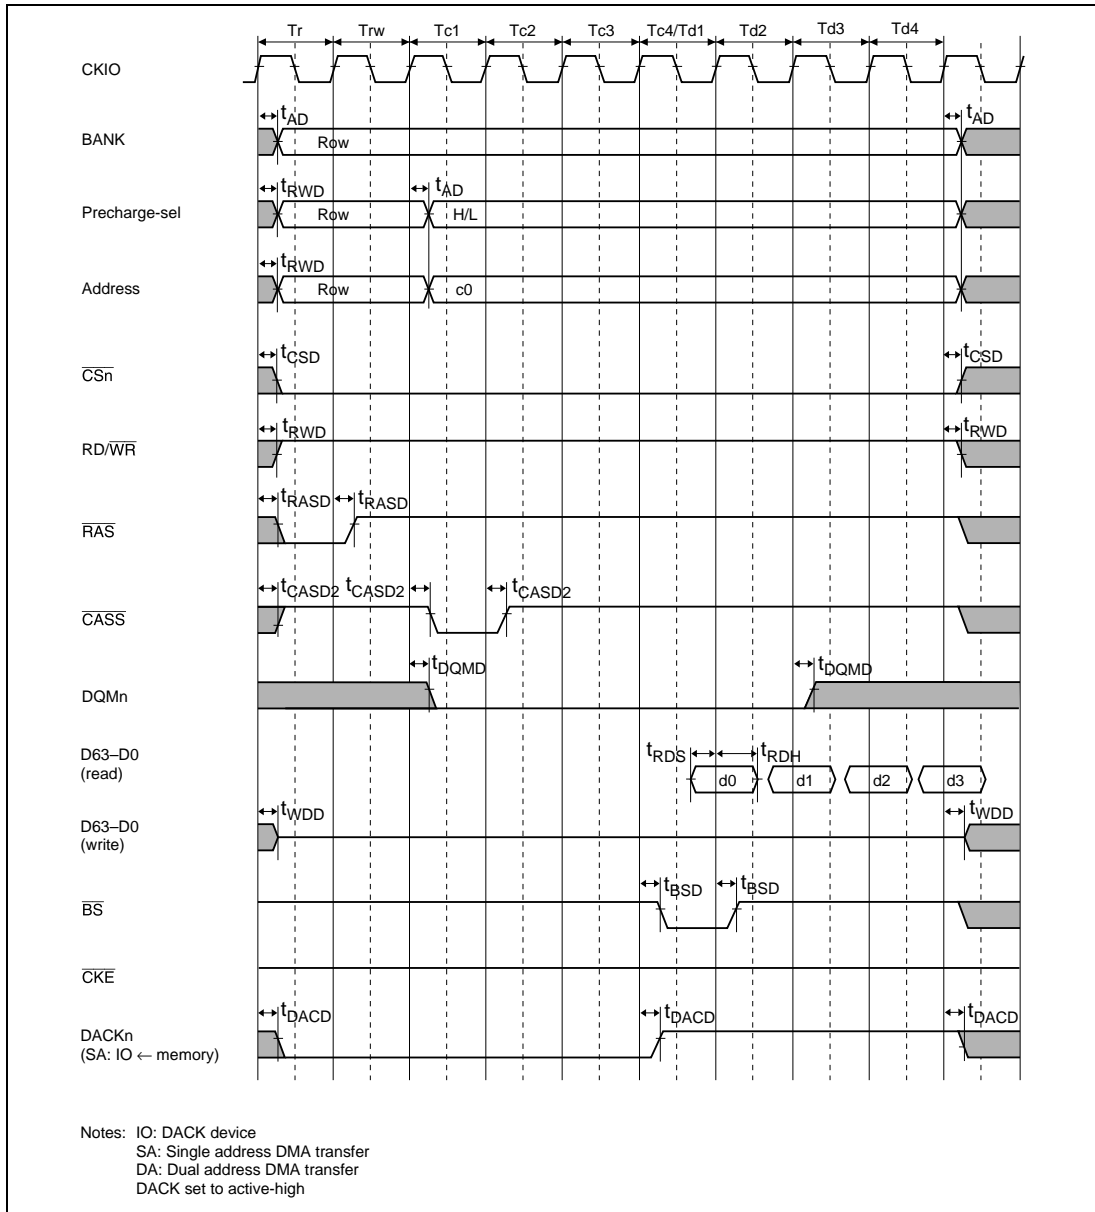 Tr Trw Tc1 Tc2 Tc3 Tc4/Td1 Td2 Td3 Td4
CKIO
tAD tAD
BANK Row
tRWD tAD
Precharge-sel Row H/L
tRWD
Address Row c0
tCSD tCSD
CSn
tRWD tRWD
RD/WR
tRASD tRASD
RAS
tCASD2 tCASD2 tCASD2
CASS
tDQMD tDQMD
DQMn
D63–D0 tRDS tRDH
(read) d0 d1 d2 d3
tWDD tWDD
D63–D0
(write)
tBSD tBSD
BS
CKE
tDACD tDACD tDACD
DACKn
(SA: IO ← memory)
Notes: IO: DACK device
SA: Single address DMA transfer
DA: Dual address DMA transfer
DACK set to active-high